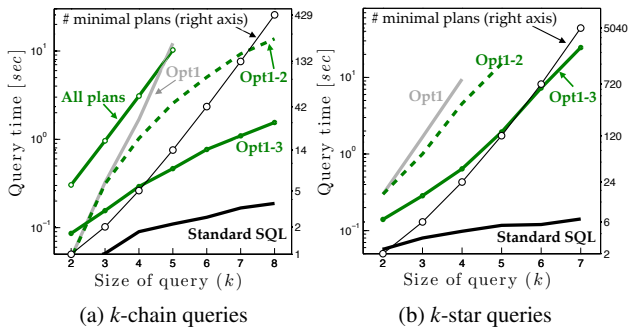 # minimal plans (right axis)
Query time [sec]
10^1
10^0
10^-1
429
132
42
14
5
2
1
Opt1
Opt1-2
All plans
Opt1-3
Standard SQL
2 3 4 5 6 7 8
Size of query (k)
(a) k-chain queries
# minimal plans (right axis)
Query time [sec]
10^1
10^0
10^-1
5040
720
120
24
6
2
Opt1
Opt1-2
Opt1-3
Standard SQL
2 3 4 5 6 7
Size of query (k)
(b) k-star queries